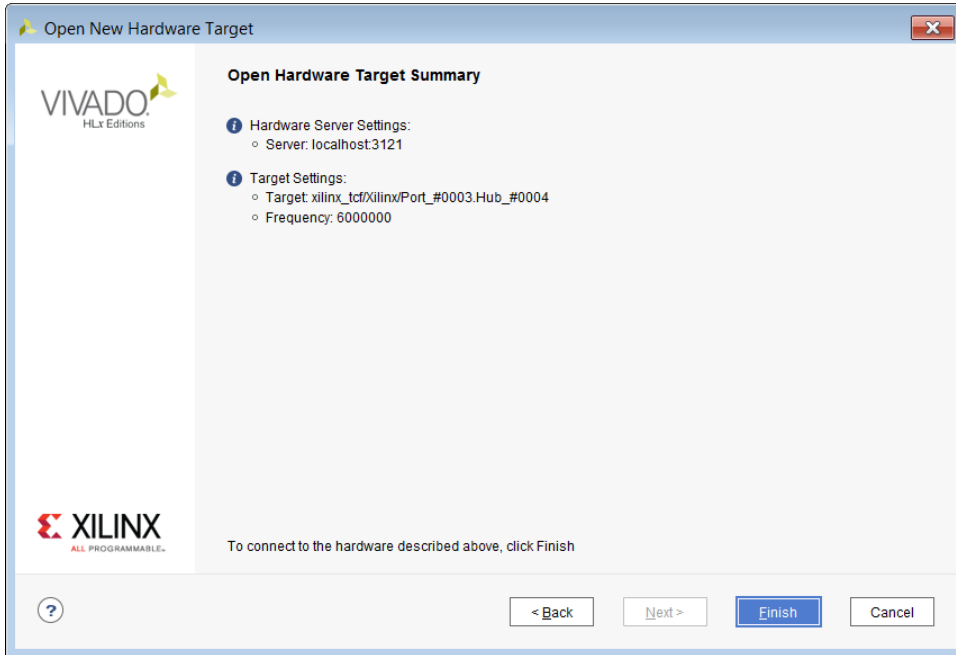 Open New Hardware Target
VIVADO.
HLx Editions
Open Hardware Target Summary
Hardware Server Settings:
Server: localhost:3121
Target Settings:
Target: xilinx_tcf/Xilinx/Port_#0003.Hub_#0004
Frequency: 6000000
XILINX
ALL PROGRAMMABLE™
To connect to the hardware described above, click Finish
?
< Back
Next >
Finish
Cancel